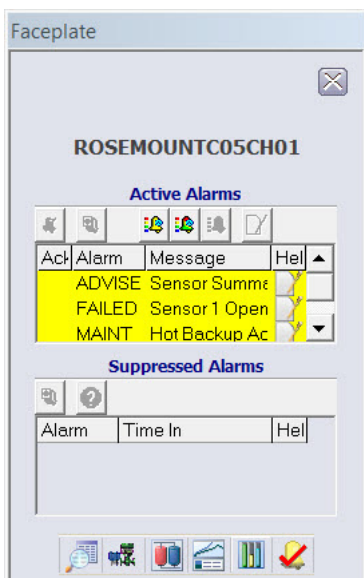 Faceplate
ROSEMOUNTC05CH01
Active Alarms
Ack Alarm Message Hel
ADVISE Sensor Summa
FAILED Sensor 1 Open
MAINT Hot Backup Ac
Suppressed Alarms
Alarm Time In Hel